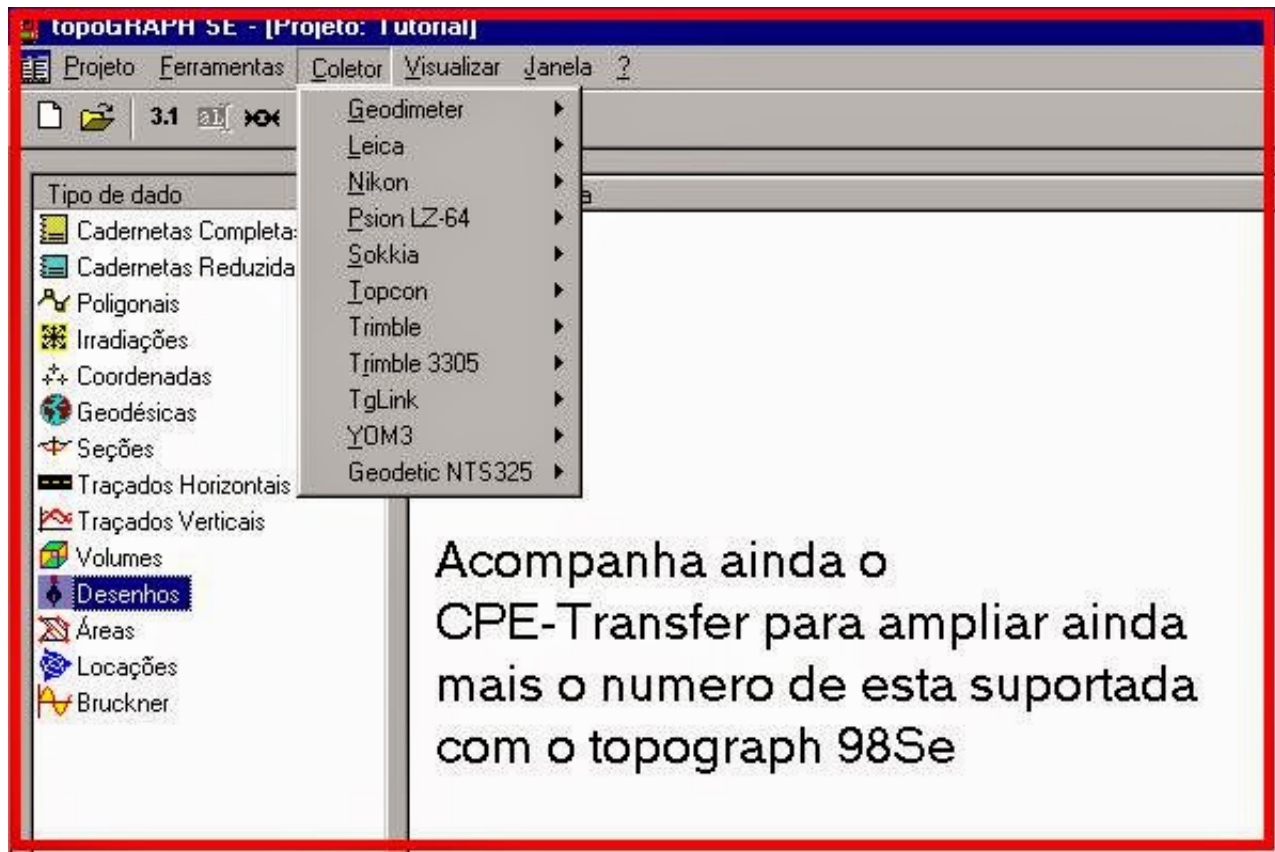 topoGRAPH SE - [Projeto: Tutorial]
Projeto Ferramentas Coletor Visualizar Janela ?
3.1
Geodimeter
Leica
Nikon
Psion LZ-64
Sokkia
Topcon
Trimble
Trimble 3305
TgLink
YOM3
Geodetic NTS325
Tipo de dado
Cadernetas Completas
Cadernetas Reduzida
Poligonais
Irradiações
Coordenadas
Geodésicas
Seções
Traçados Horizontais
Traçados Verticais
Volumes
Desenhos
Áreas
Locações
Bruckner
Acompanha ainda o
CPE-Transfer para ampliar ainda
mais o numero de esta suportada
com o topograph 98Se